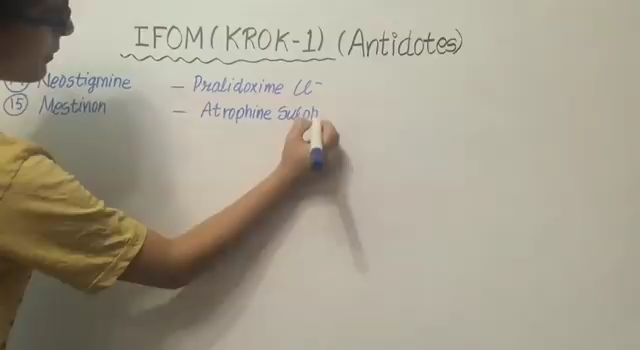 IFOM (KROK-1) (Antidotes)
Neostigmine — Pralidoxime Cl⁻
15 Mestinon — Atrophine Sulph